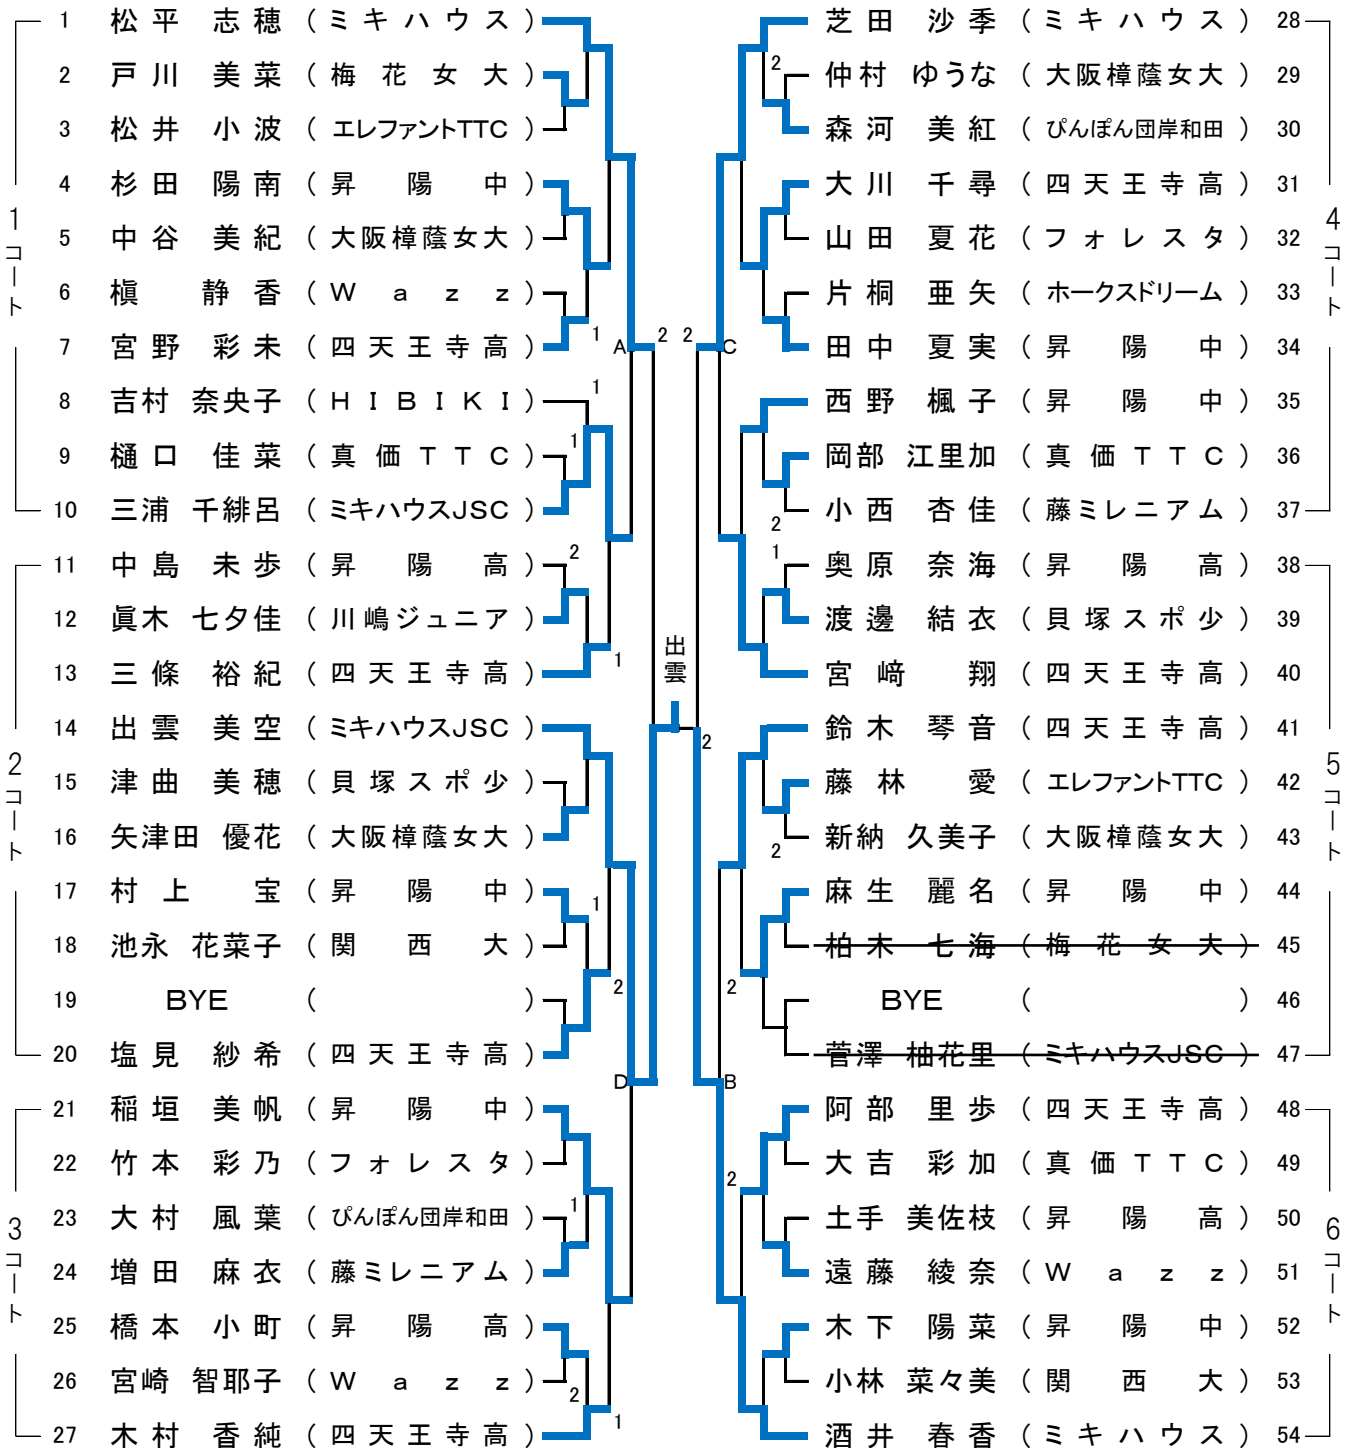 1 松平 志穂 (ミキハウス)
2 戸川 美菜 (梅花女大)
3 松井 小波 (エレファントTTC)
4 杉田 陽南 (昇陽中)
5 中谷 美紀 (大阪樟蔭女大)
6 槇 静香 (Wazz)
7 宮野 彩未 (四天王寺高)
8 吉村 奈央子 (HIBIKI)
9 樋口 佳菜 (真価TTC)
10 三浦 千緋呂 (ミキハウスJSC)
11 中島 未歩 (昇陽高)
12 眞木 七夕佳 (川嶋ジュニア)
13 三條 裕紀 (四天王寺高)
14 出雲 美空 (ミキハウスJSC)
15 津曲 美穂 (貝塚スポ少)
16 矢津田 優花 (大阪樟蔭女大)
17 村上 宝 (昇陽中)
18 池永 花菜子 (関西大)
19 BYE ( )
20 塩見 紗希 (四天王寺高)
21 稲垣 美帆 (昇陽中)
22 竹本 彩乃 (フォレスタ)
23 大村 風葉 (ぴんぽん団岸和田)
24 増田 麻衣 (藤ミレニアム)
25 橋本 小町 (昇陽高)
26 宮崎 智耶子 (Wazz)
27 木村 香純 (四天王寺高)
1コート
2コート
3コート
1
1
1
2
1
1
2
1
2
1
A
D
2
2
出雲
2
C
B
2
2
1
2
2
2
芝田 沙季 (ミキハウス) 28
仲村 ゆうな (大阪樟蔭女大) 29
森河 美紅 (ぴんぽん団岸和田) 30
大川 千尋 (四天王寺高) 31
山田 夏花 (フォレスタ) 32
片桐 亜矢 (ホークスドリーム) 33
田中 夏実 (昇陽中) 34
西野 楓子 (昇陽中) 35
岡部 江里加 (真価TTC) 36
小西 杏佳 (藤ミレニアム) 37
奥原 奈海 (昇陽高) 38
渡邊 結衣 (貝塚スポ少) 39
宮﨑 翔 (四天王寺高) 40
鈴木 琴音 (四天王寺高) 41
藤林 愛 (エレファントTTC) 42
新納 久美子 (大阪樟蔭女大) 43
麻生 麗名 (昇陽中) 44
柏木 七海 (梅花女大) 45
BYE ( ) 46
菅澤 柚花里 (ミキハウスJSC) 47
阿部 里歩 (四天王寺高) 48
大吉 彩加 (真価TTC) 49
土手 美佐枝 (昇陽高) 50
遠藤 綾奈 (Wazz) 51
木下 陽菜 (昇陽中) 52
小林 菜々美 (関西大) 53
酒井 春香 (ミキハウス) 54
4コート
5コート
6コート